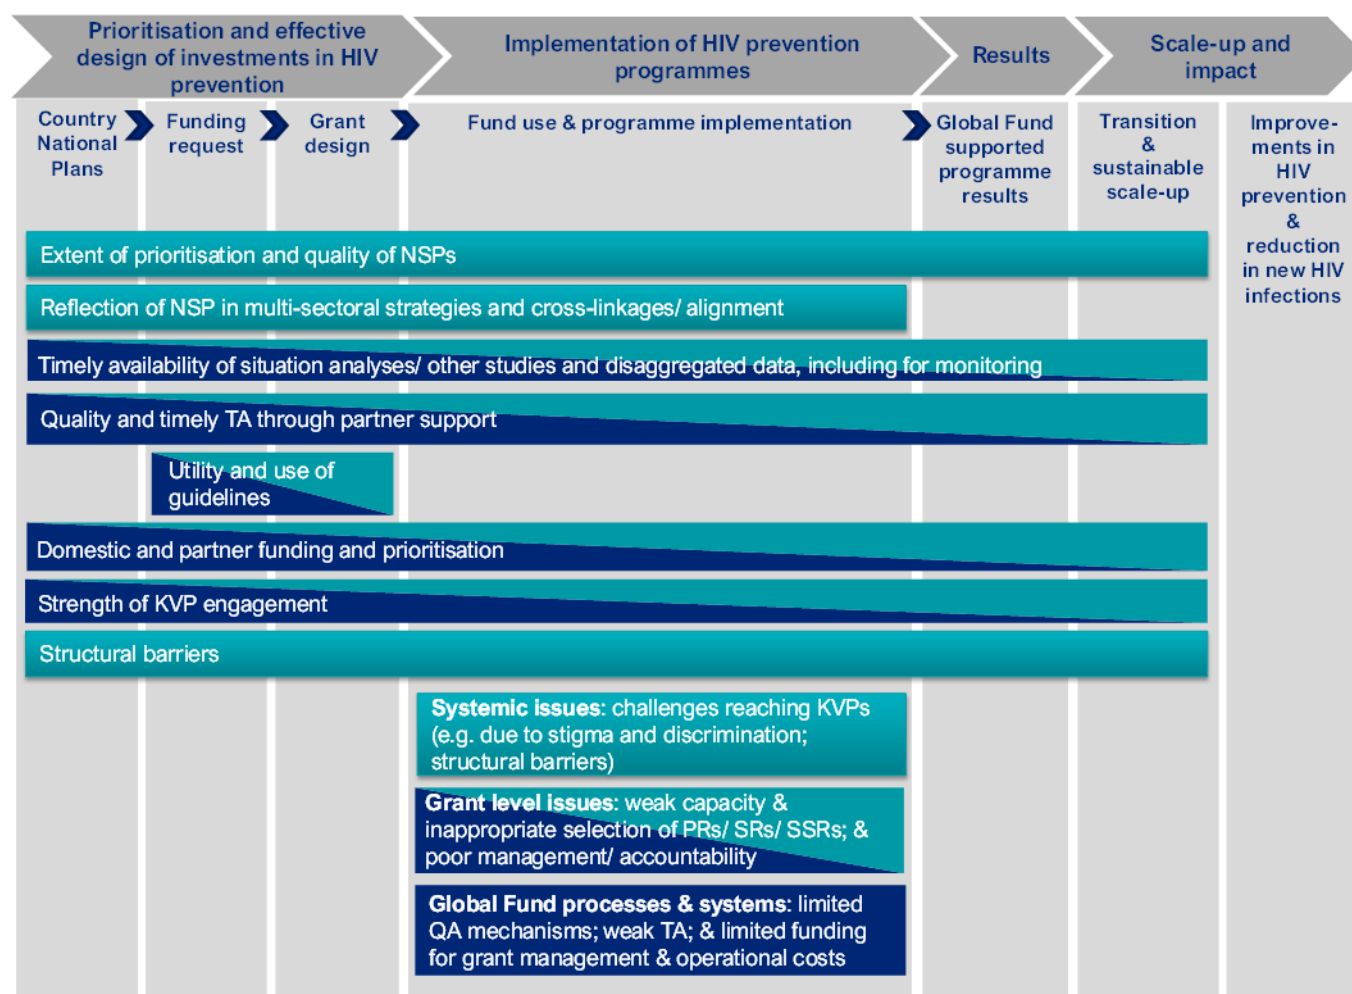 Prioritisation and effective
design of investments in HIV
prevention
Implementation of HIV prevention
programmes
Results
Scale-up and
impact
Country
National
Plans
Funding
request
Grant
design
Fund use & programme implementation
Global Fund
supported
programme
results
Transition
&
sustainable
scale-up
Improve-
ments in
HIV
prevention
&
reduction
in new HIV
infections
Extent of prioritisation and quality of NSPs
Reflection of NSP in multi-sectoral strategies and cross-linkages/ alignment
Timely availability of situation analyses/ other studies and disaggregated data, including for monitoring
Quality and timely TA through partner support
Utility and use of
guidelines
Domestic and partner funding and prioritisation
Strength of KVP engagement
Structural barriers
Systemic issues: challenges reaching KVPs
(e.g. due to stigma and discrimination;
structural barriers)
Grant level issues: weak capacity &
inappropriate selection of PRs/ SRs/ SSRs; &
poor management/ accountability
Global Fund processes & systems: limited
QA mechanisms; weak TA; & limited funding
for grant management & operational costs